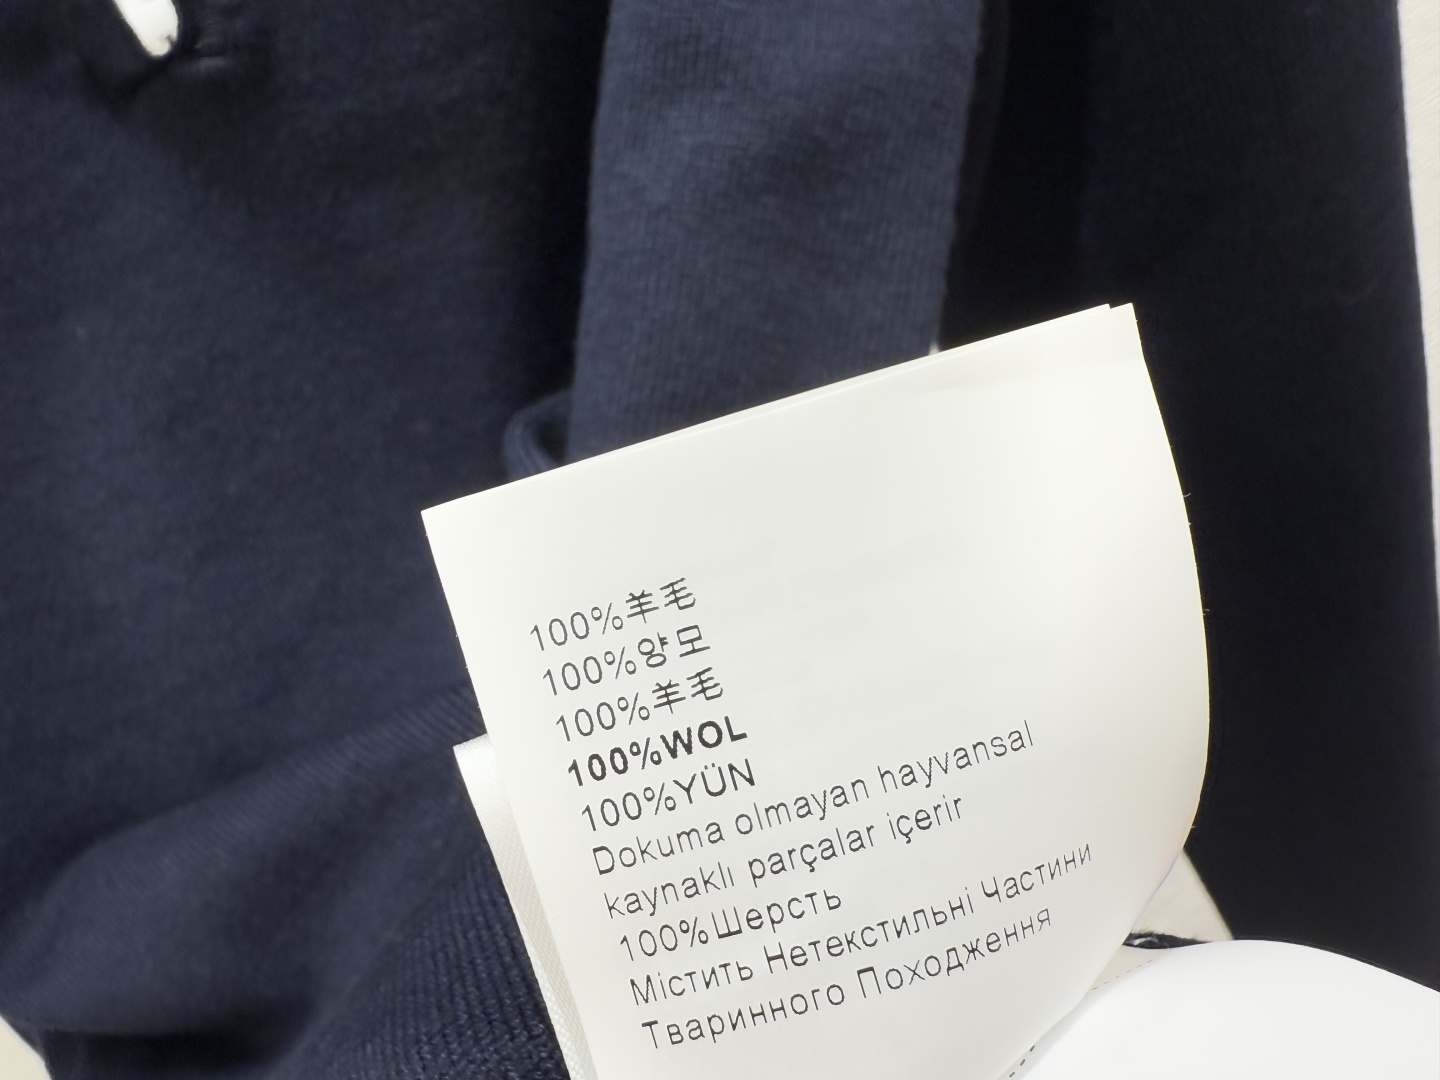 100%羊毛
100%양모
100%羊毛
100%WOL
100%YÜN
Dokuma olmayan hayvansal
kaynaklı parçalar içerir
100%Шерсть
Містить Нетекстильні Частини
Тваринного Походження